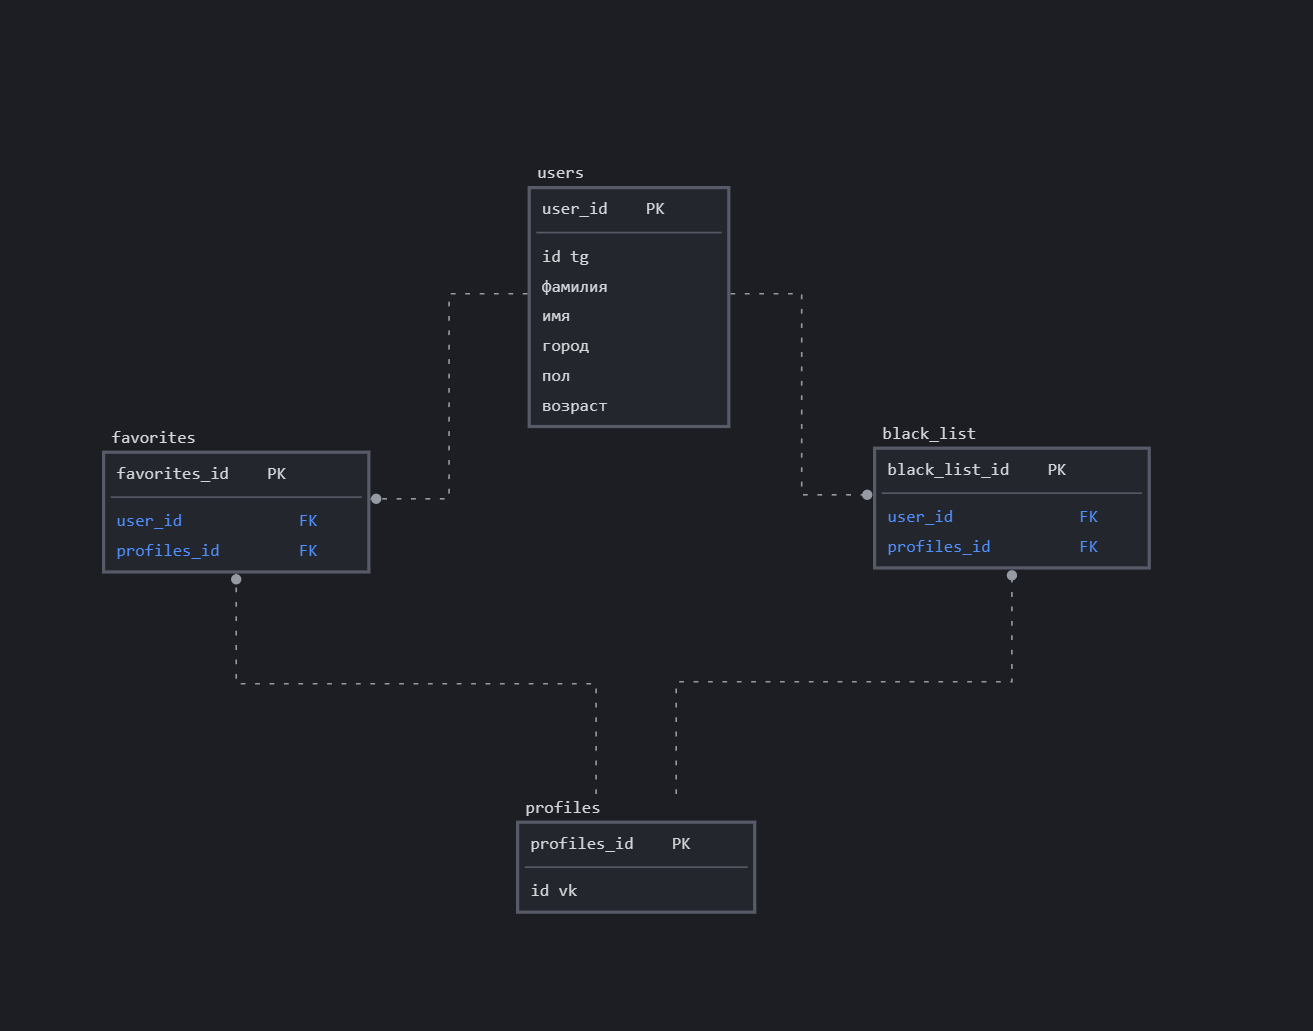 users
user_id PK
id tg
фамилия
имя
город
пол
возраст
favorites
favorites_id PK
user_id FK
profiles_id FK
black_list
black_list_id PK
user_id FK
profiles_id FK
profiles
profiles_id PK
id vk